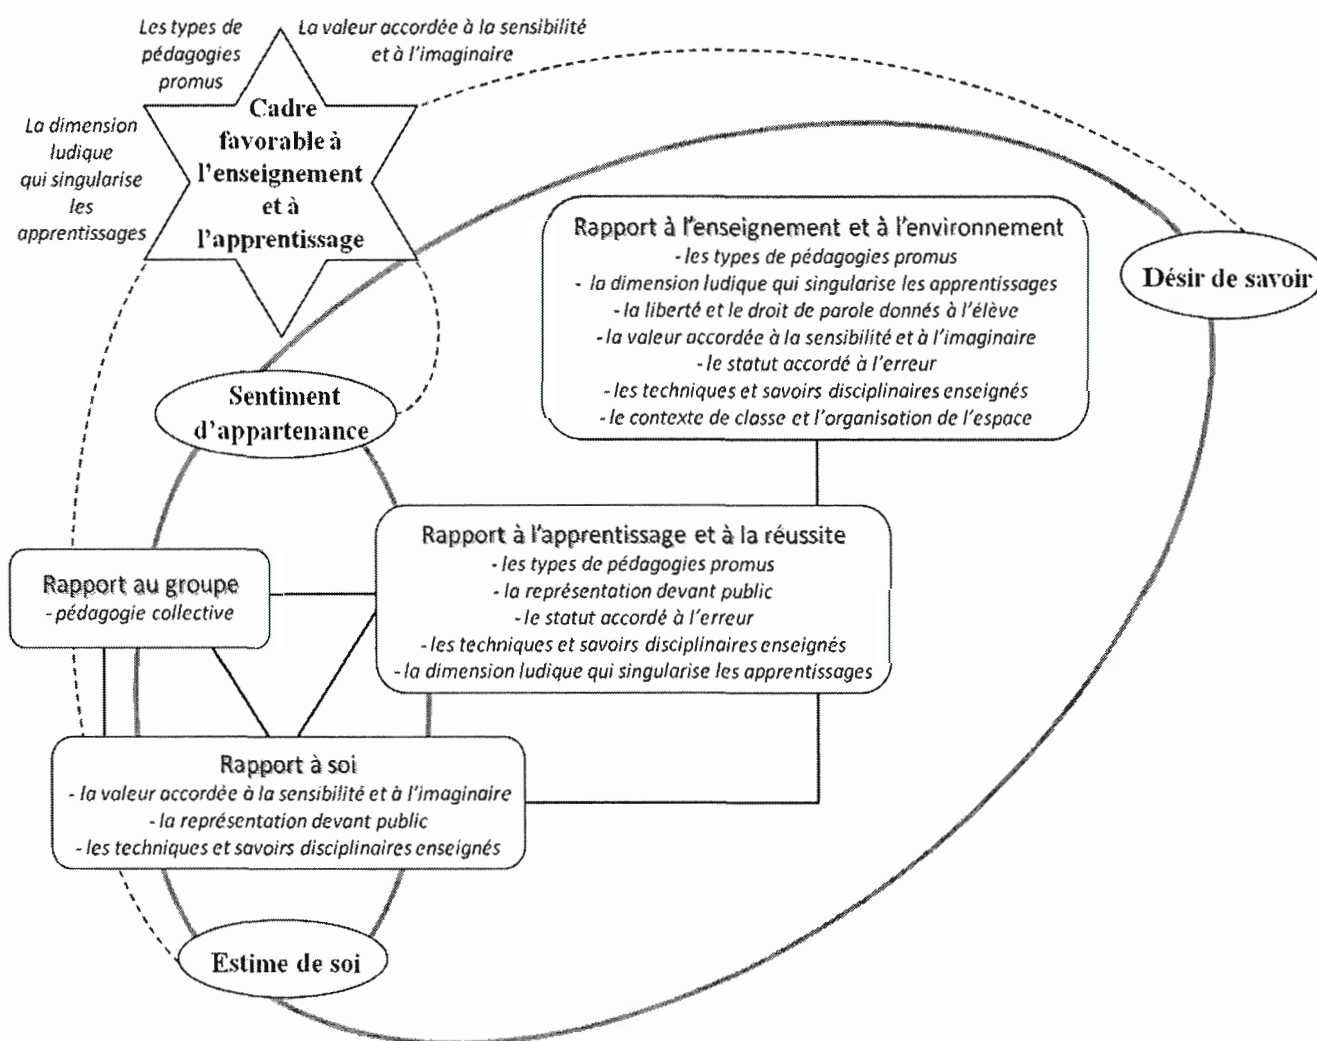 Les types de
pédagogies
promus
La valeur accordée à la sensibilité
et à l'imaginaire
La dimension
ludique
qui singularise
les
apprentissages
Cadre
favorable à
l'enseignement
et à
l'apprentissage
Rapport à l'enseignement et à l'environnement
- les types de pédagogies promus
- la dimension ludique qui singularise les apprentissages
- la liberté et le droit de parole donnés à l'élève
- la valeur accordée à la sensibilité et à l'imaginaire
- le statut accordé à l'erreur
- les techniques et savoirs disciplinaires enseignés
- le contexte de classe et l'organisation de l'espace
Désir de savoir
Sentiment
d'appartenance
Rapport à l'apprentissage et à la réussite
- les types de pédagogies promus
- la représentation devant public
- le statut accordé à l'erreur
- les techniques et savoirs disciplinaires enseignés
- la dimension ludique qui singularise les apprentissages
Rapport au groupe
- pédagogie collective
Rapport à soi
- la valeur accordée à la sensibilité et à l'imaginaire
- la représentation devant public
- les techniques et savoirs disciplinaires enseignés
Estime de soi